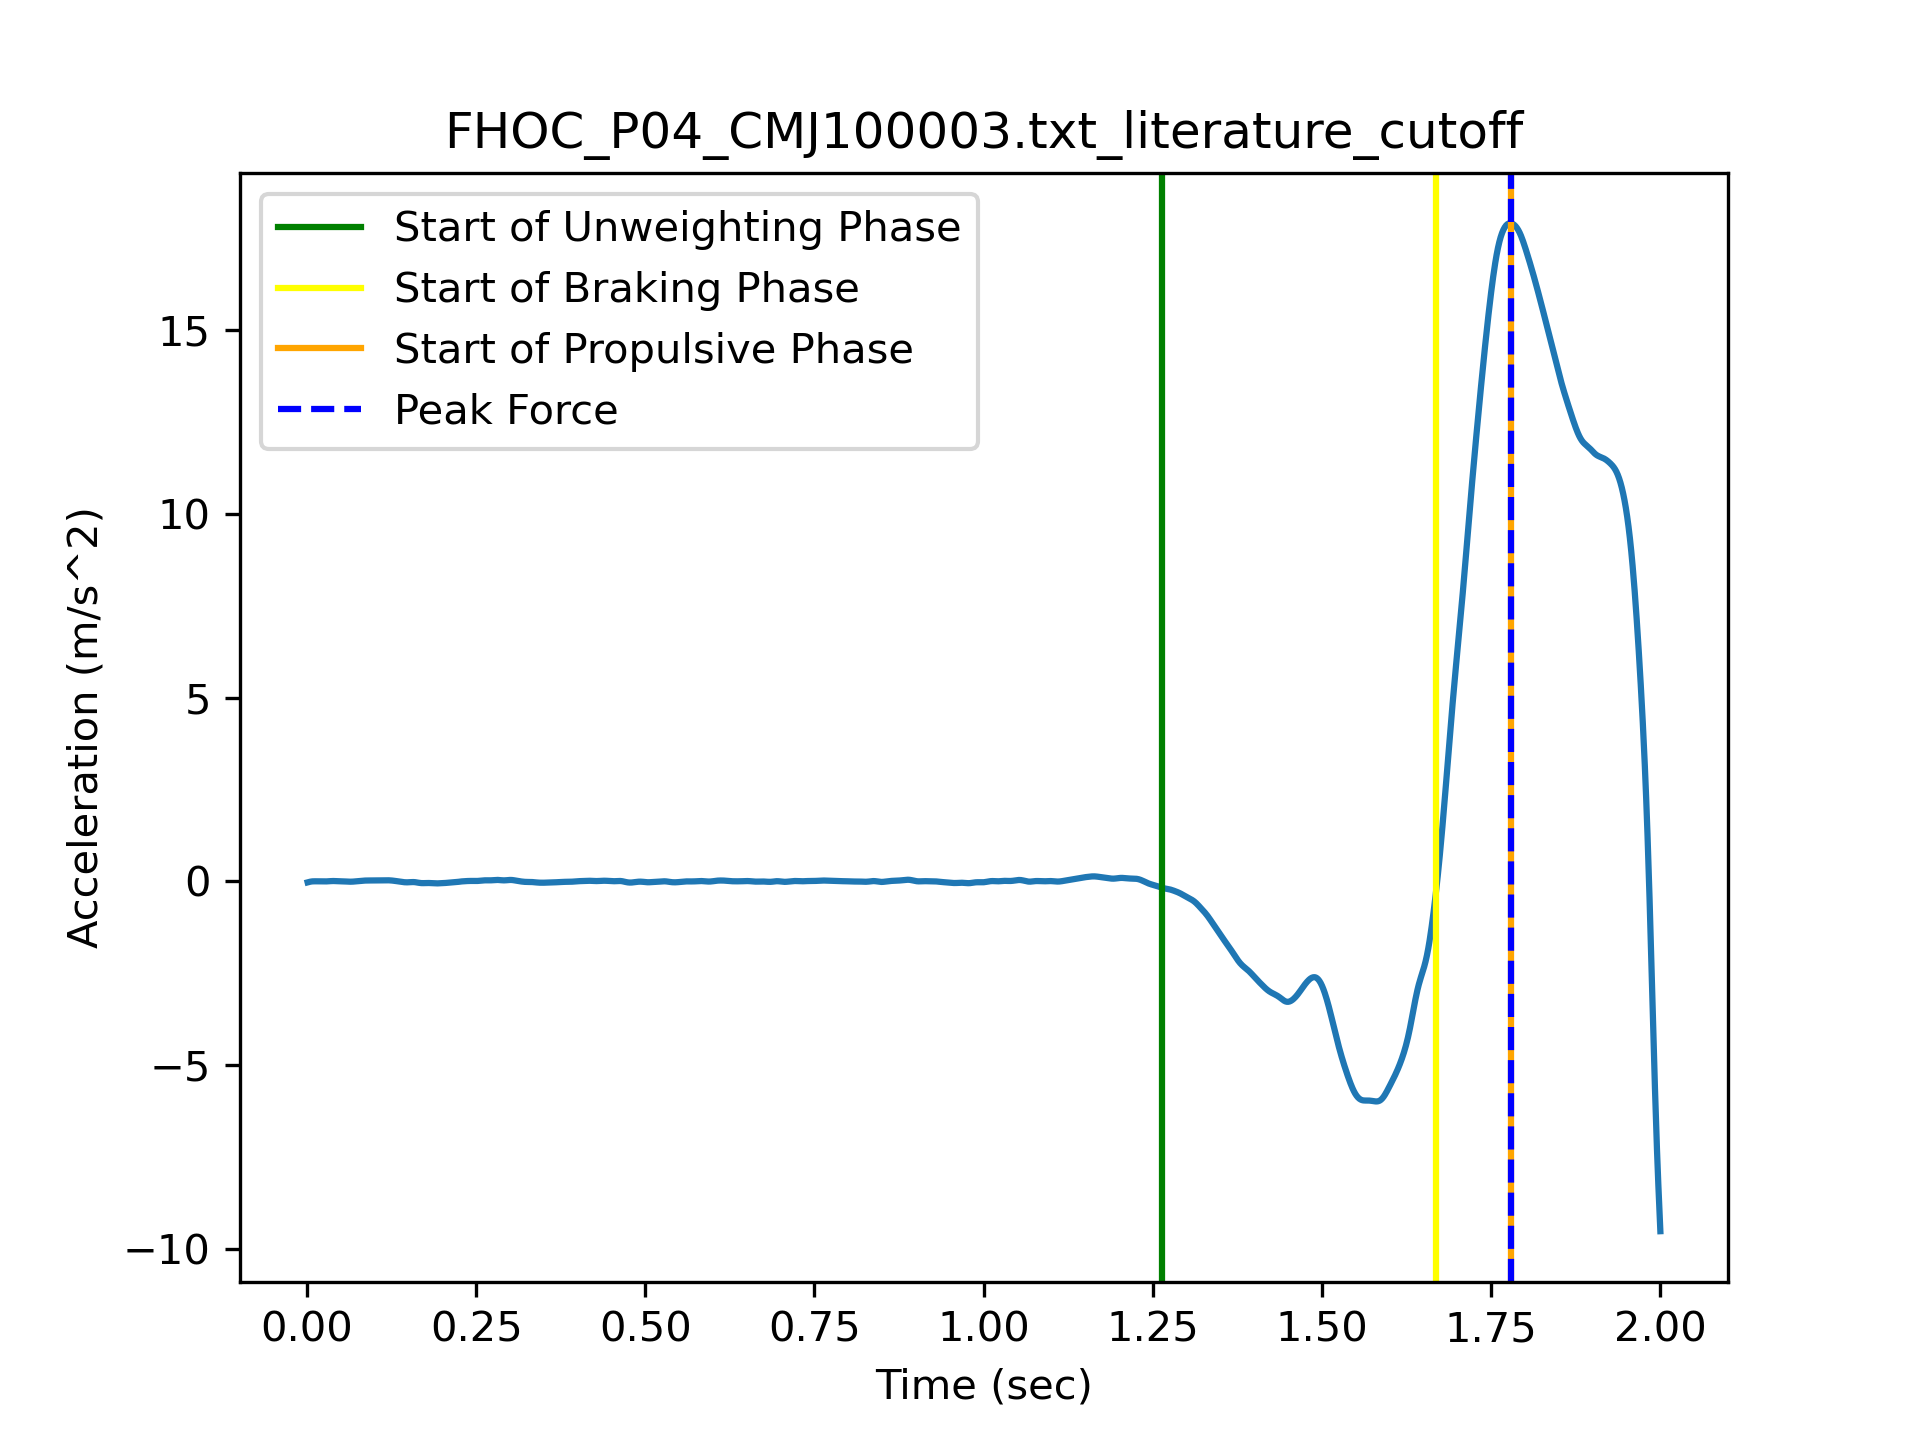 FHOC_P04_CMJ100003.txt_literature_cutoff
Start of Unweighting Phase
Start of Braking Phase
Start of Propulsive Phase
Peak Force
Acceleration (m/s^2)
15
10
5
0
−5
−10
0.00 0.25 0.50 0.75 1.00 1.25 1.50 1.75 2.00
Time (sec)